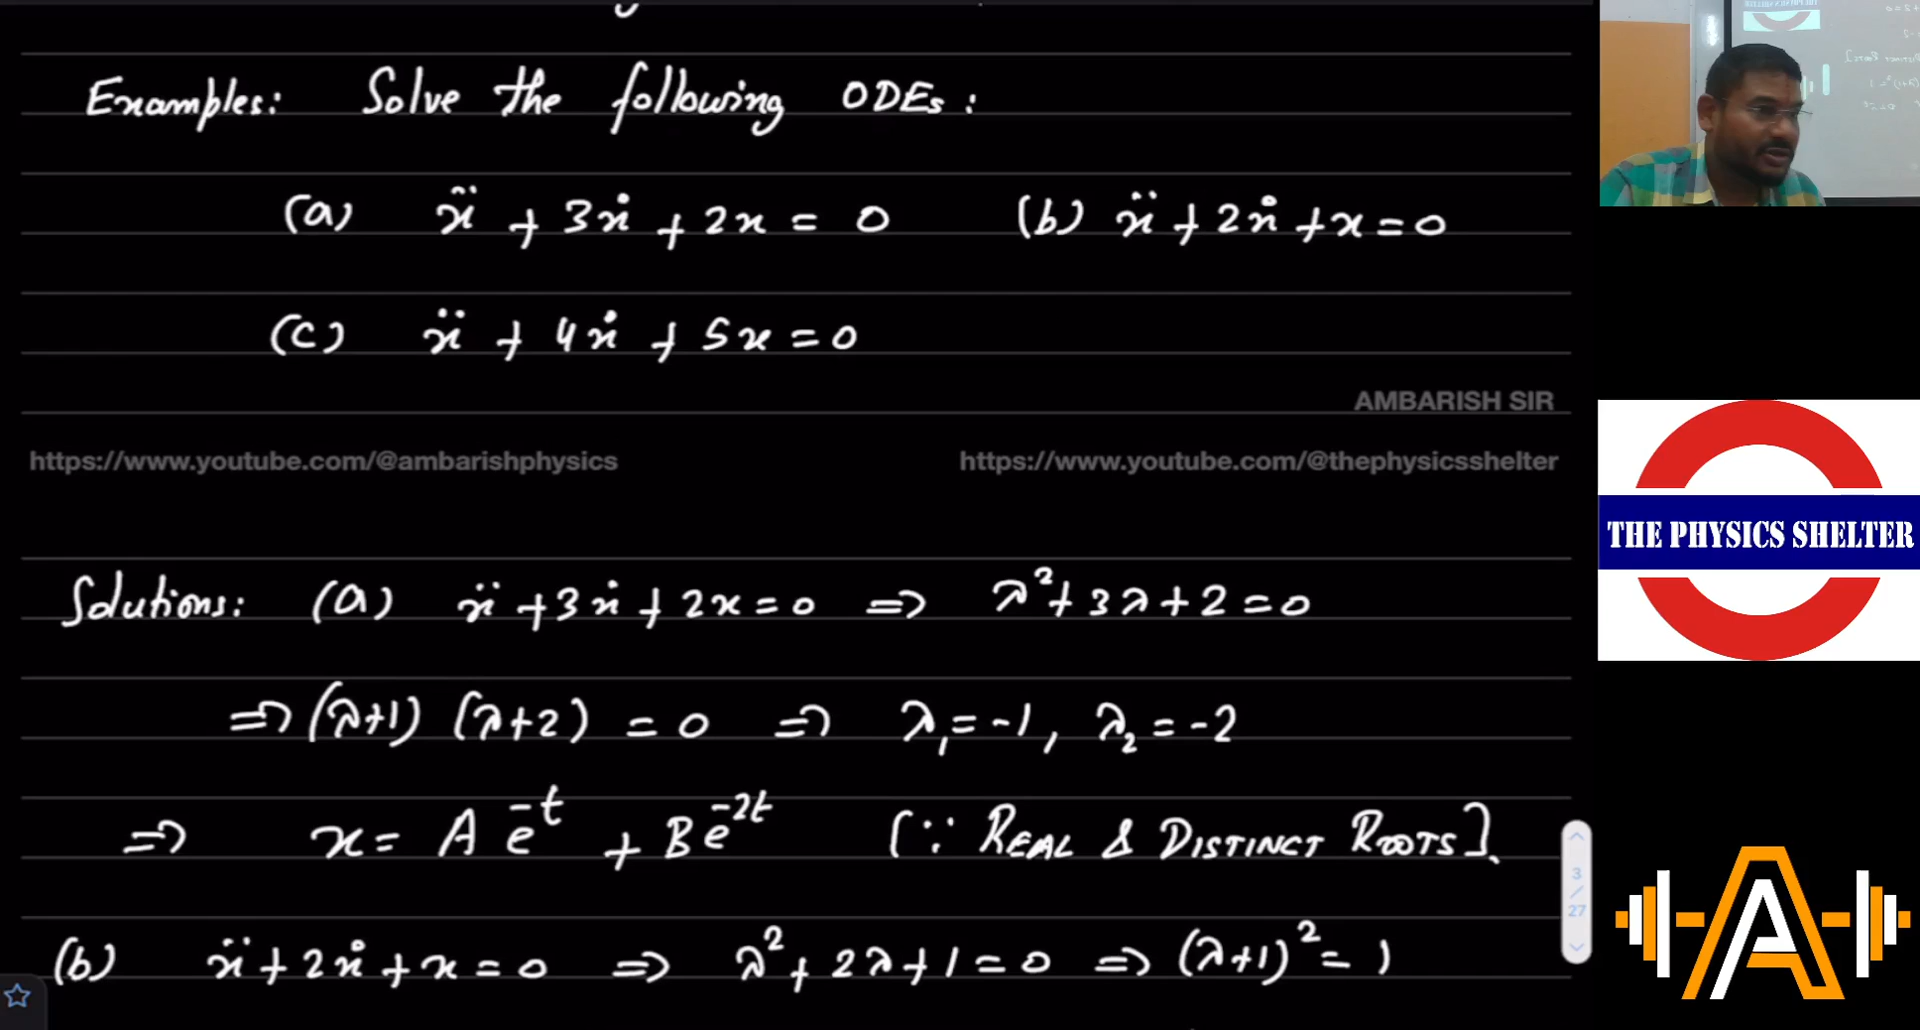 Examples: Solve the following ODEs:
(a) ẍ + 3ẋ + 2x = 0 (b) ẍ + 2ẋ + x = 0
(c) ẍ + 4ẋ + 5x = 0
AMBARISH SIR
https://www.youtube.com/@ambarishphysics https://www.youtube.com/@thephysicsshelter
Solutions: (a) ẍ + 3ẋ + 2x = 0 ⇒ λ² + 3λ + 2 = 0
⇒ (λ+1) (λ+2) = 0 ⇒ λ₁ = -1, λ₂ = -2
⇒ x = A e^{-t} + B e^{-2t} [∵ REAL & DISTINCT ROOTS].
(b) ẍ + 2ẋ + x = 0 ⇒ λ² + 2λ + 1 = 0 ⇒ (λ+1)² = 1
3
/
27
THE PHYSICS SHELTER
A